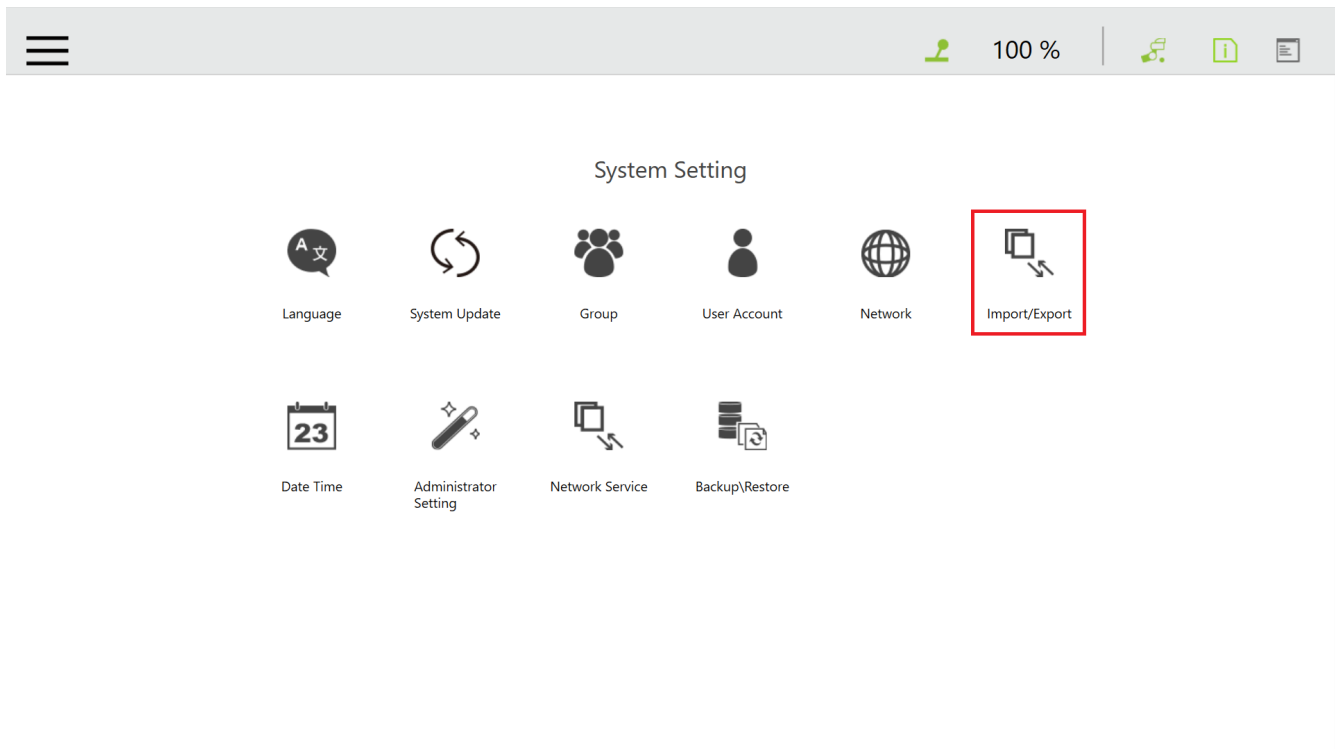 100 %
System Setting
A 文
Language
System Update
Group
User Account
Network
Import/Export
23
Date Time
Administrator
Setting
Network Service
Backup\Restore